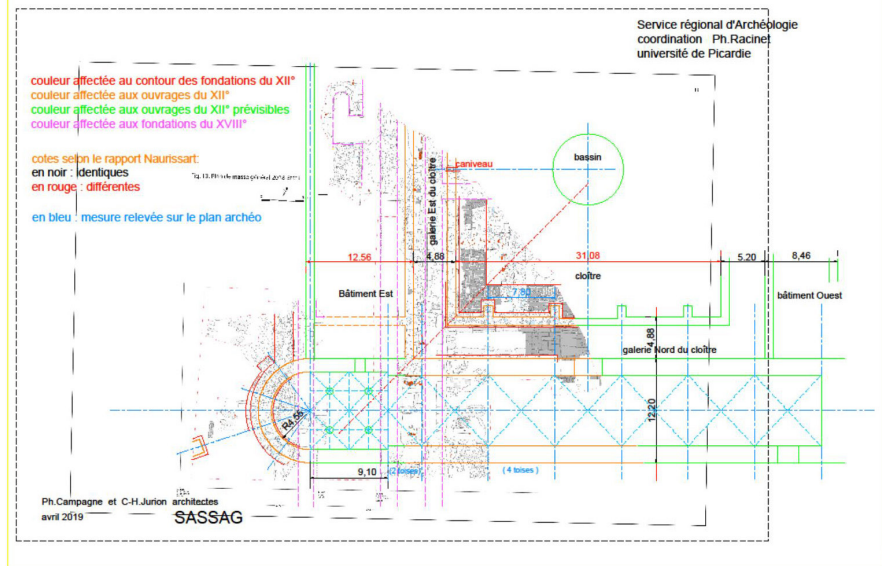 Service régional d'Archéologie
coordination Ph.Racinet
université de Picardie
couleur affectée au contour des fondations du XII°
couleur affectée aux ouvrages du XII°
couleur affectée aux ouvrages du XII° prévisibles
couleur affectée aux fondations du XVIII°
cotes selon le rapport Naurissart:
en noir : identiques
en rouge : différentes
en bleu : mesure relevée sur le plan archéo
galerie Est du cloître
caniveau
bassin
12.56
4,88
31.08
5.20
8,46
cloître
7,80
Bâtiment Est
bâtiment Ouest
4,88
galerie Nord du cloître
R4,55
12,20
9,10
(2 toises)
( 4 toises )
Ph.Campagne et C-H.Jurion architectes
avril 2019
SASSAG